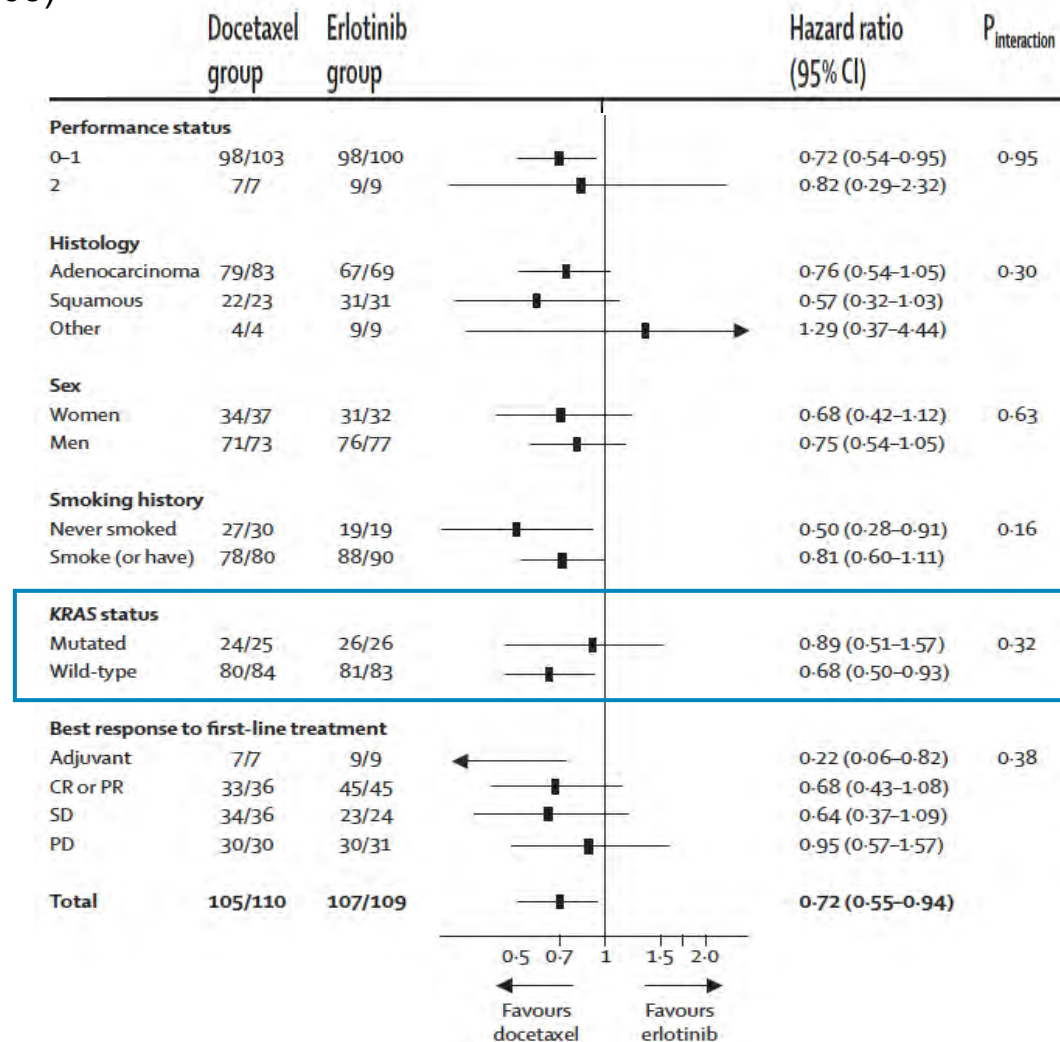 Docetaxel Erlotinib Hazard ratio P interaction
group group (95% CI)
Performance status
0–1 98/103 98/100 0·72 (0·54–0·95) 0·95
2 7/7 9/9 0·82 (0·29–2·32)
Histology
Adenocarcinoma 79/83 67/69 0·76 (0·54–1·05) 0·30
Squamous 22/23 31/31 0·57 (0·32–1·03)
Other 4/4 9/9 1·29 (0·37–4·44)
Sex
Women 34/37 31/32 0·68 (0·42–1·12) 0·63
Men 71/73 76/77 0·75 (0·54–1·05)
Smoking history
Never smoked 27/30 19/19 0·50 (0·28–0·91) 0·16
Smoke (or have) 78/80 88/90 0·81 (0·60–1·11)
KRAS status
Mutated 24/25 26/26 0·89 (0·51–1·57) 0·32
Wild-type 80/84 81/83 0·68 (0·50–0·93)
Best response to first-line treatment
Adjuvant 7/7 9/9 0·22 (0·06–0·82) 0·38
CR or PR 33/36 45/45 0·68 (0·43–1·08)
SD 34/36 23/24 0·64 (0·37–1·09)
PD 30/30 30/31 0·95 (0·57–1·57)
Total 105/110 107/109 0·72 (0·55–0·94)
0·5 0·7 1 1·5 2·0
Favours Favours
docetaxel erlotinib